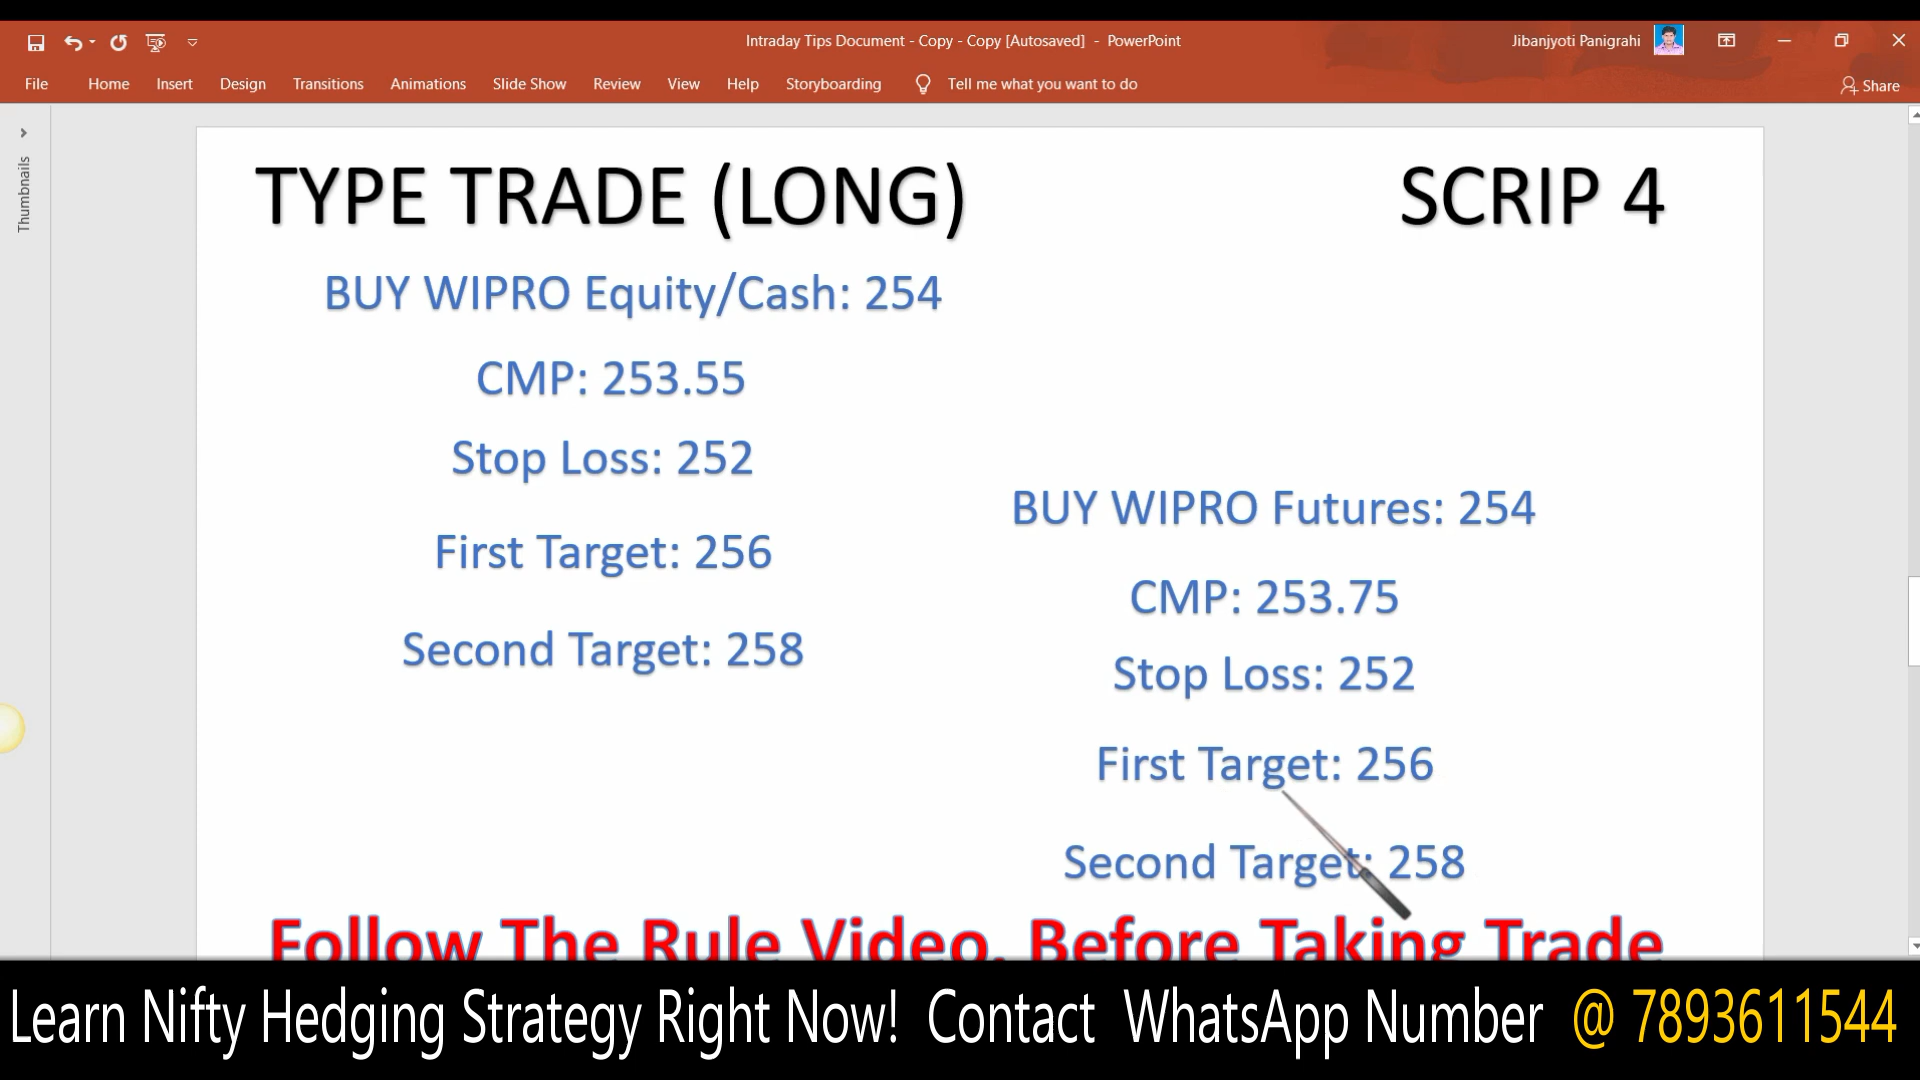 Intraday Tips Document - Copy - Copy [Autosaved] - PowerPoint
Jibanjyoti Panigrahi
File Home Insert Design Transitions Animations Slide Show Review View Help Storyboarding Tell me what you want to do Share
Thumbnails
TYPE TRADE (LONG) SCRIP 4
BUY WIPRO Equity/Cash: 254
CMP: 253.55
Stop Loss: 252
First Target: 256
Second Target: 258
BUY WIPRO Futures: 254
CMP: 253.75
Stop Loss: 252
First Target: 256
Second Target: 258
Follow The Rule Video. Before Taking Trade
Learn Nifty Hedging Strategy Right Now! Contact WhatsApp Number @ 7893611544